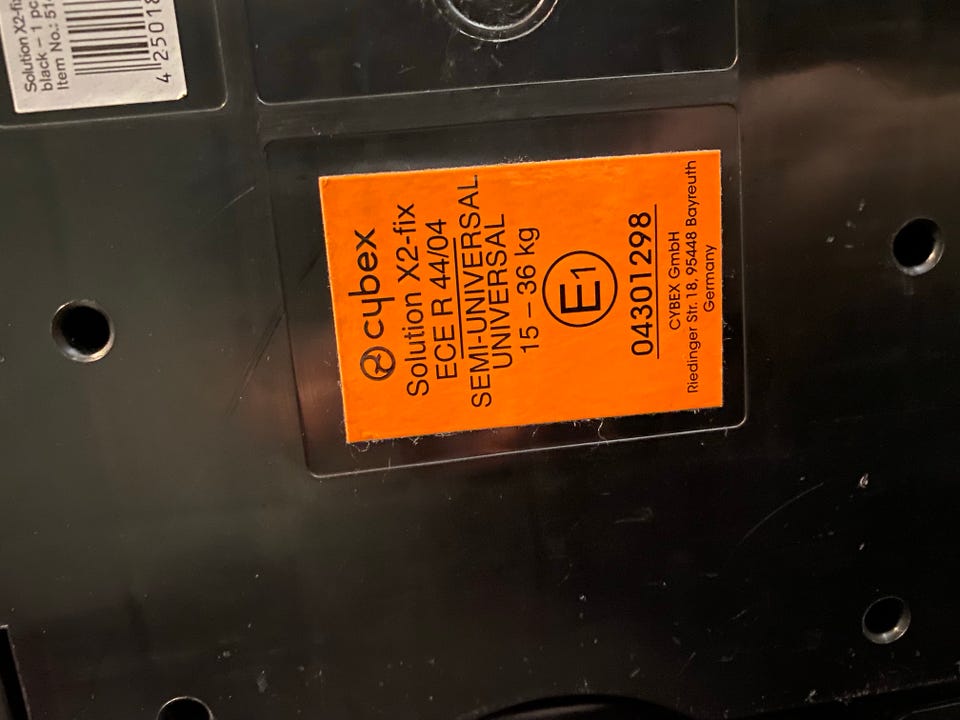 Solution X2-fix
black – 1 pc
Item No.: 51
4 25018
cybex
Solution X2-fix
ECE R 44/04
SEMI-UNIVERSAL
UNIVERSAL
15 – 36 kg
E1
04301298
CYBEX GmbH
Riedinger Str. 18, 95448 Bayreuth
Germany